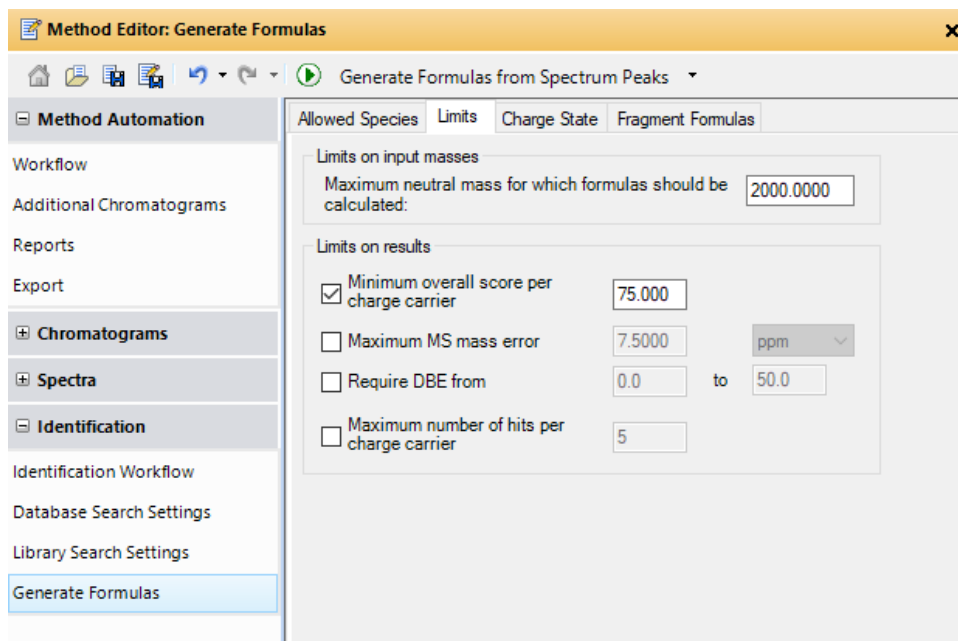 Method Editor: Generate Formulas
Generate Formulas from Spectrum Peaks
Method Automation
Workflow
Additional Chromatograms
Reports
Export
Chromatograms
Spectra
Identification
Identification Workflow
Database Search Settings
Library Search Settings
Generate Formulas
Allowed Species Limits Charge State Fragment Formulas
Limits on input masses
Maximum neutral mass for which formulas should be
calculated:
2000.0000
Limits on results
Minimum overall score per
charge carrier
75.000
Maximum MS mass error 7.5000 ppm
Require DBE from 0.0 to 50.0
Maximum number of hits per
charge carrier
5